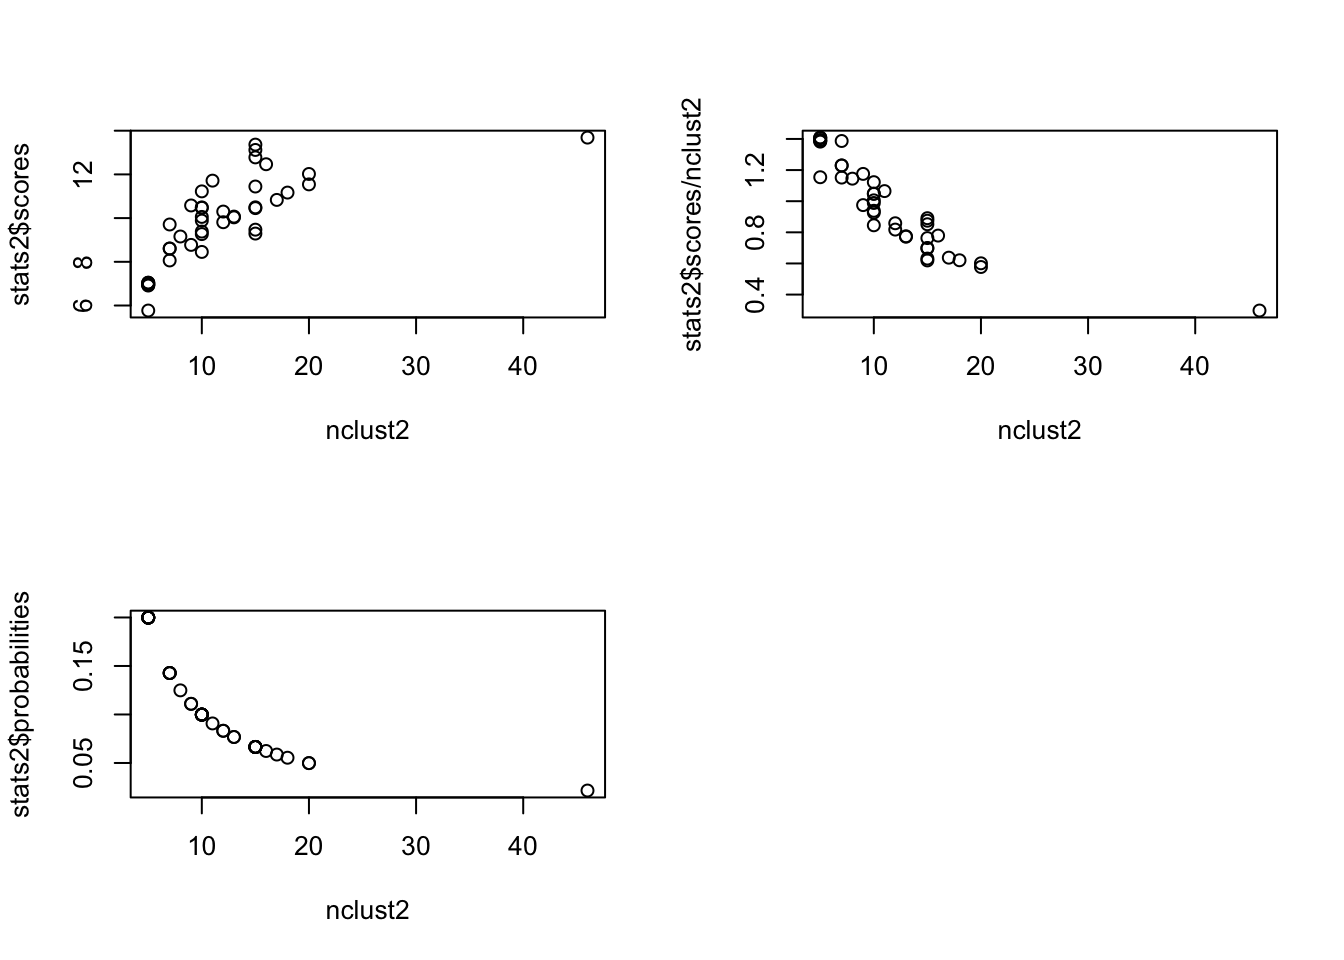 stats2$scores
6 8 12
10 20 30 40
nclust2
stats2$scores/nclust2
0.4 0.8 1.2
10 20 30 40
nclust2
stats2$probabilities
0.05 0.15
10 20 30 40
nclust2